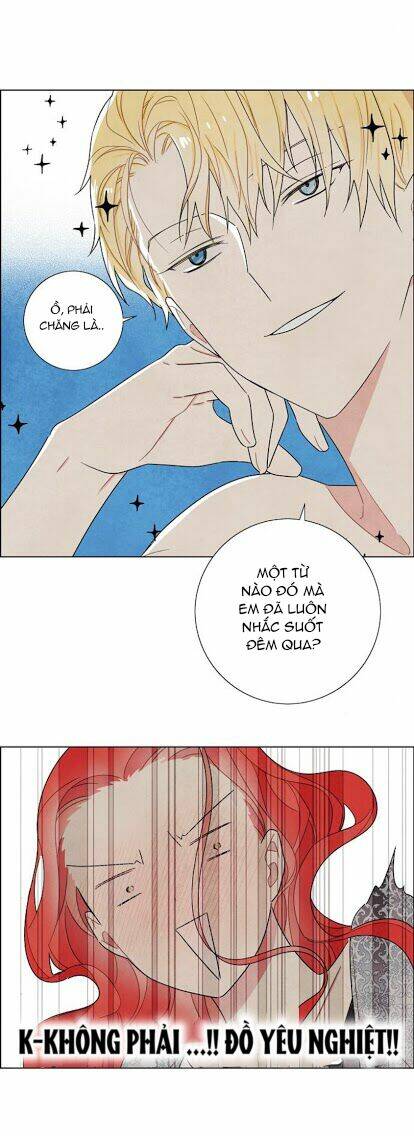 Ồ, PHẢI
CHĂNG LÀ..
MỘT TỪ
NÀO ĐÓ MÀ
EM ĐÃ LUÔN
NHẮC SUỐT
ĐÊM QUA?
K-KHÔNG PHẢI ...!! ĐỒ YÊU NGHIỆT!!